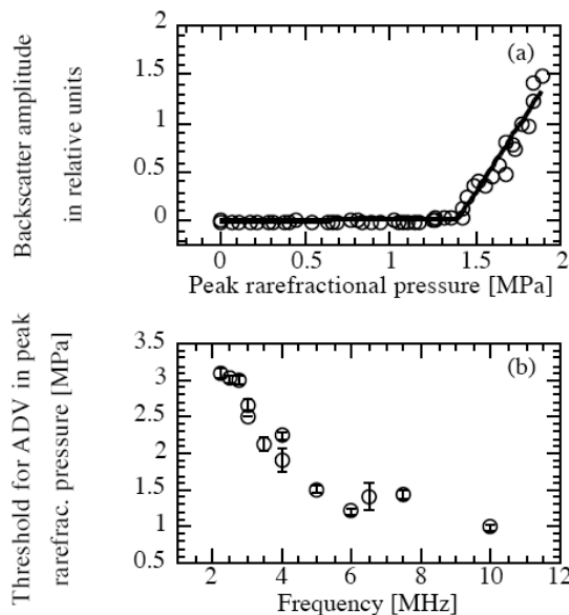 Backscatter amplitude
in relative units
2
1.5
1
0.5
0
(a)
0 0.5 1 1.5 2
Peak rarefractional pressure [MPa]
Threshold for ADV in peak
rarefrac. pressure [MPa]
3.5
3
2.5
2
1.5
1
0.5
(b)
2 4 6 8 10 12
Frequency [MHz]